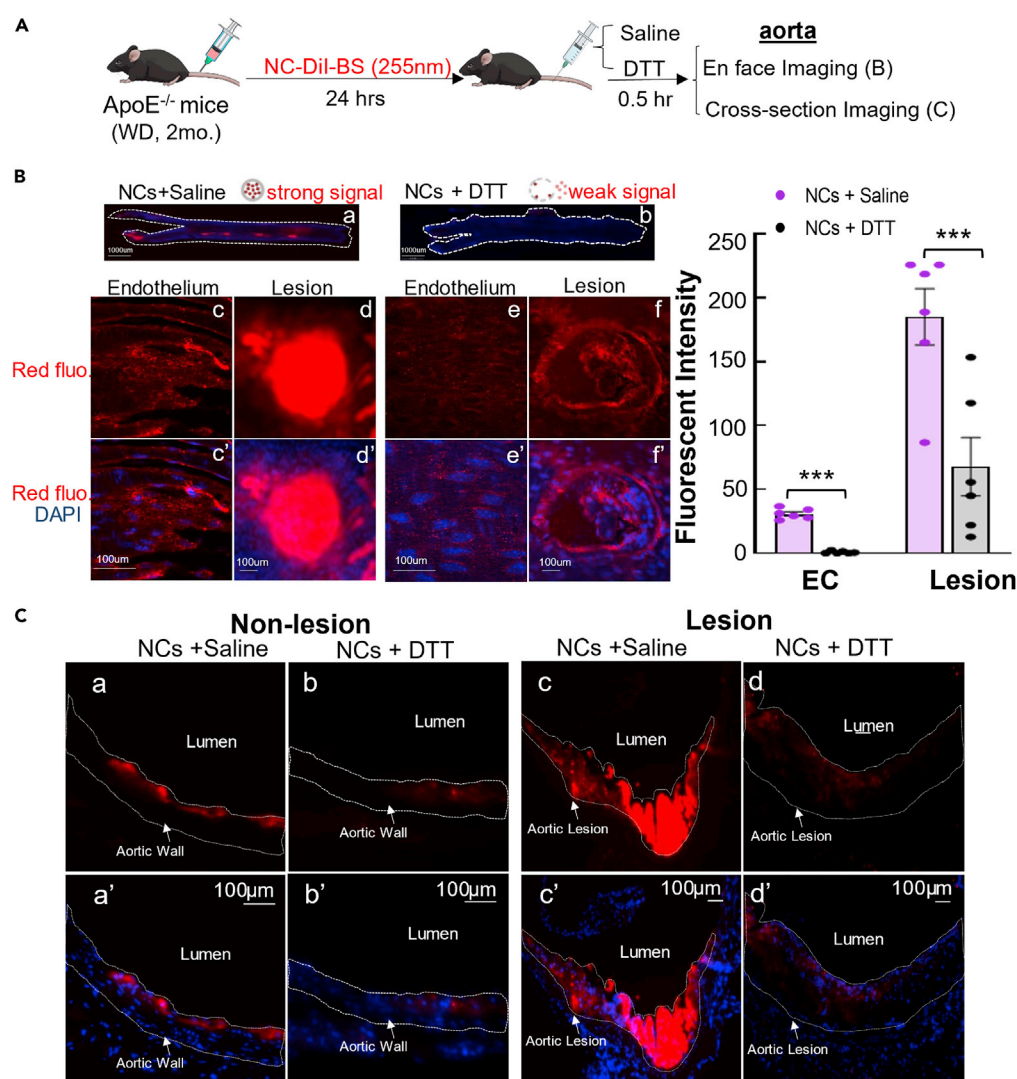 A
aorta
Saline
NC-DiI-BS (255nm)
DTT
En face Imaging (B)
24 hrs
0.5 hr
ApoE-/- mice
(WD, 2mo.)
Cross-section Imaging (C)
B
NCs+Saline
strong signal
NCs + DTT
weak signal
a
1000um
b
1000um
Endothelium
Lesion
Endothelium
Lesion
c
d
e
f
Red fluo.
c'
d'
e'
f'
Red fluo.
DAPI
100um
100um
100um
100um
NCs + Saline
NCs + DTT
Fluorescent Intensity
250
200
150
100
50
0
***
***
EC
Lesion
C
Non-lesion
Lesion
NCs +Saline
NCs + DTT
NCs +Saline
NCs + DTT
a
Lumen
Aortic Wall
b
Lumen
Aortic Wall
c
Lumen
Aortic Lesion
d
Lumen
Aortic Lesion
a'
100µm
Lumen
Aortic Wall
b'
100µm
Lumen
Aortic Wall
c'
100µm
Lumen
Aortic Lesion
d'
100µm
Lumen
Aortic Lesion